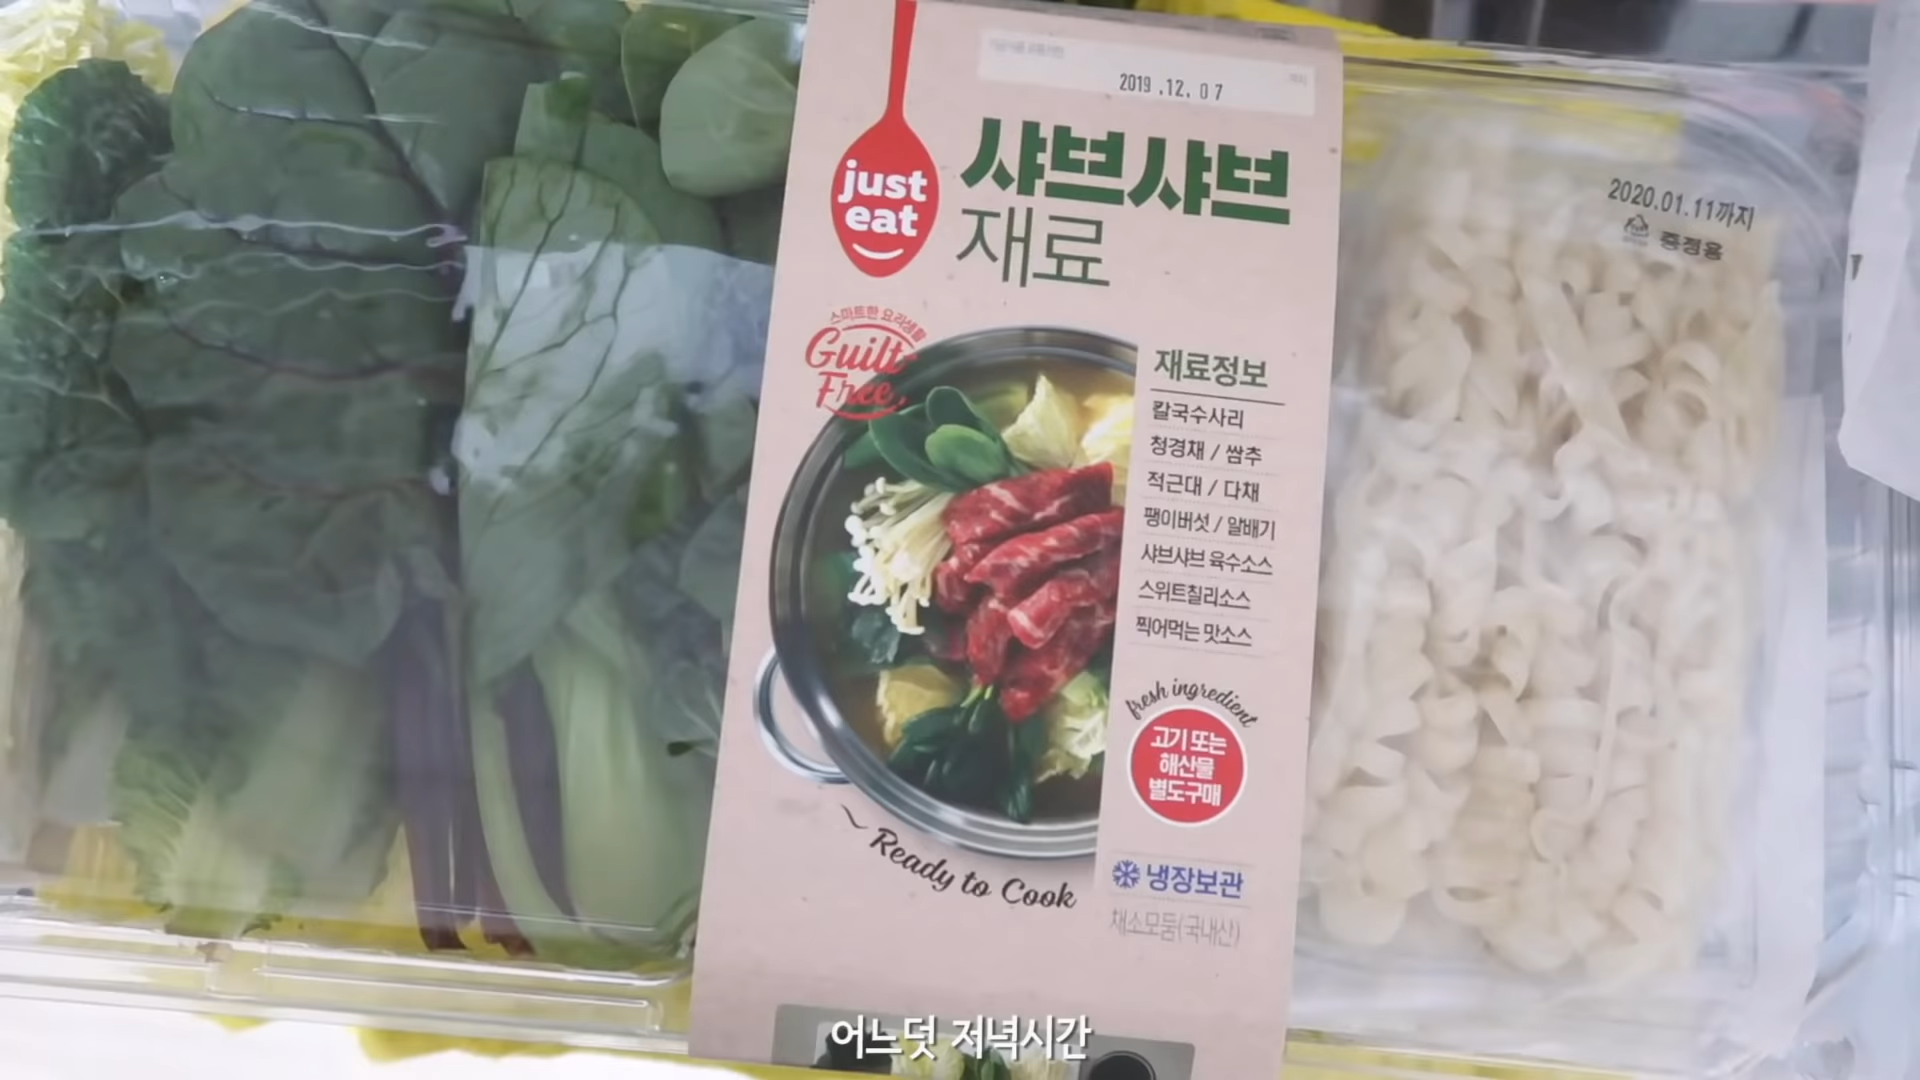 2019.12.07
까지
just
eat
샤브샤브
재료
스마트한 요리생활
Guilt
Free,
재료정보
칼국수사리
청경채 / 쌈추
적근대 / 다채
팽이버섯 / 알배기
샤브샤브 육수소스
스위트칠리소스
찍어먹는 맛소스
fresh ingredient
고기 또는
해산물
별도구매
Ready to Cook
냉장보관
채소모둠(국내산)
2020.01.11까지
증정용
어느덧 저녁시간